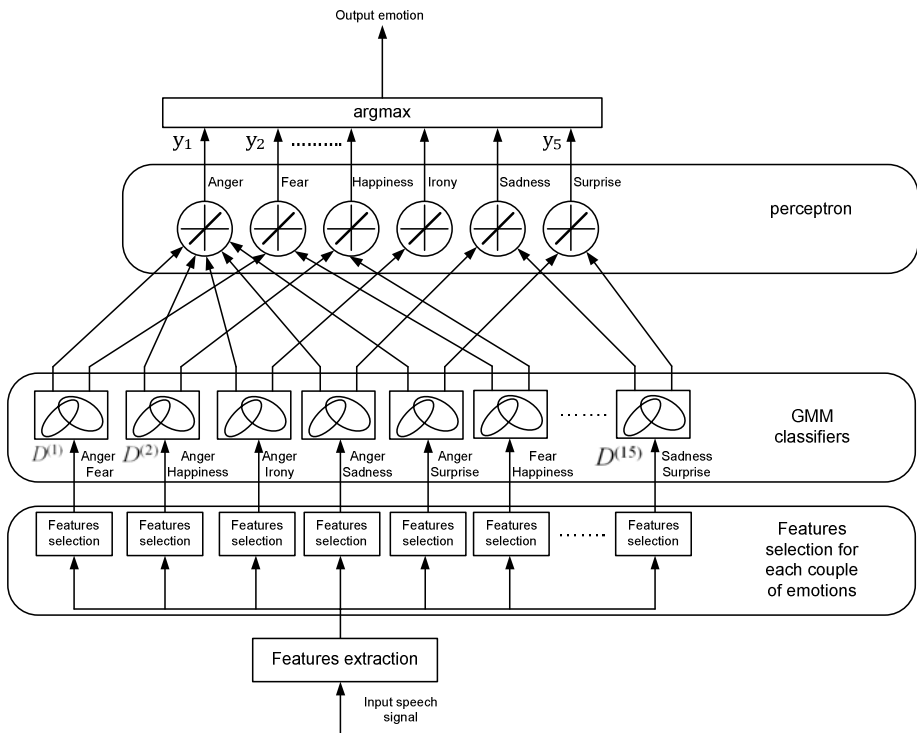 Output emotion
argmax
y₁ y₂ .......... y₅
Anger Fear Happiness Irony Sadness Surprise
perceptron
GMM
classifiers
.......
D⁽¹⁾ D⁽²⁾ D⁽¹⁵⁾
Anger Anger Anger Anger Anger Fear Sadness
Fear Happiness Irony Sadness Surprise Happiness Surprise
Features Features Features Features Features Features Features
selection selection selection selection selection selection ....... selection
Features
selection for
each couple
of emotions
Features extraction
Input speech
signal